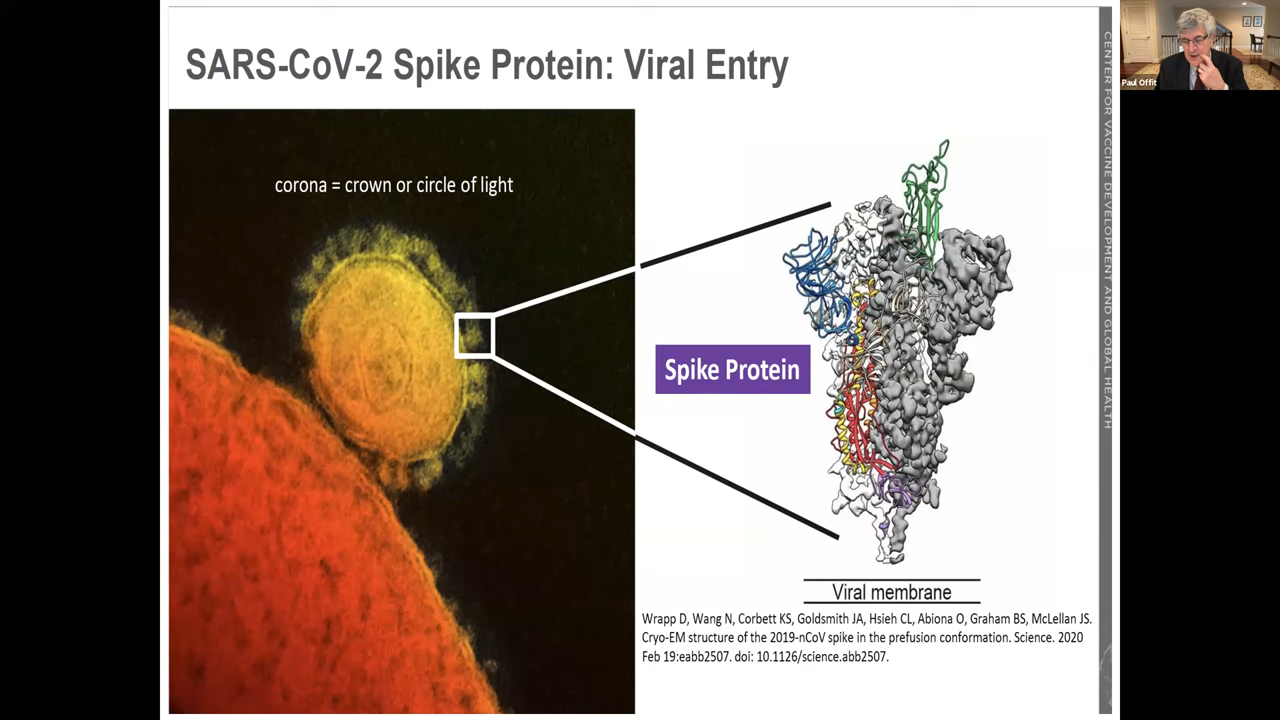 SARS-CoV-2 Spike Protein: Viral Entry
corona = crown or circle of light
Spike Protein
Viral membrane
Wrapp D, Wang N, Corbett KS, Goldsmith JA, Hsieh CL, Abiona O, Graham BS, McLellan JS.
Cryo-EM structure of the 2019-nCoV spike in the prefusion conformation. Science. 2020
Feb 19:eabb2507. doi: 10.1126/science.abb2507.
CENTER FOR VACCINE DEVELOPMENT AND GLOBAL HEALTH
Paul Offit